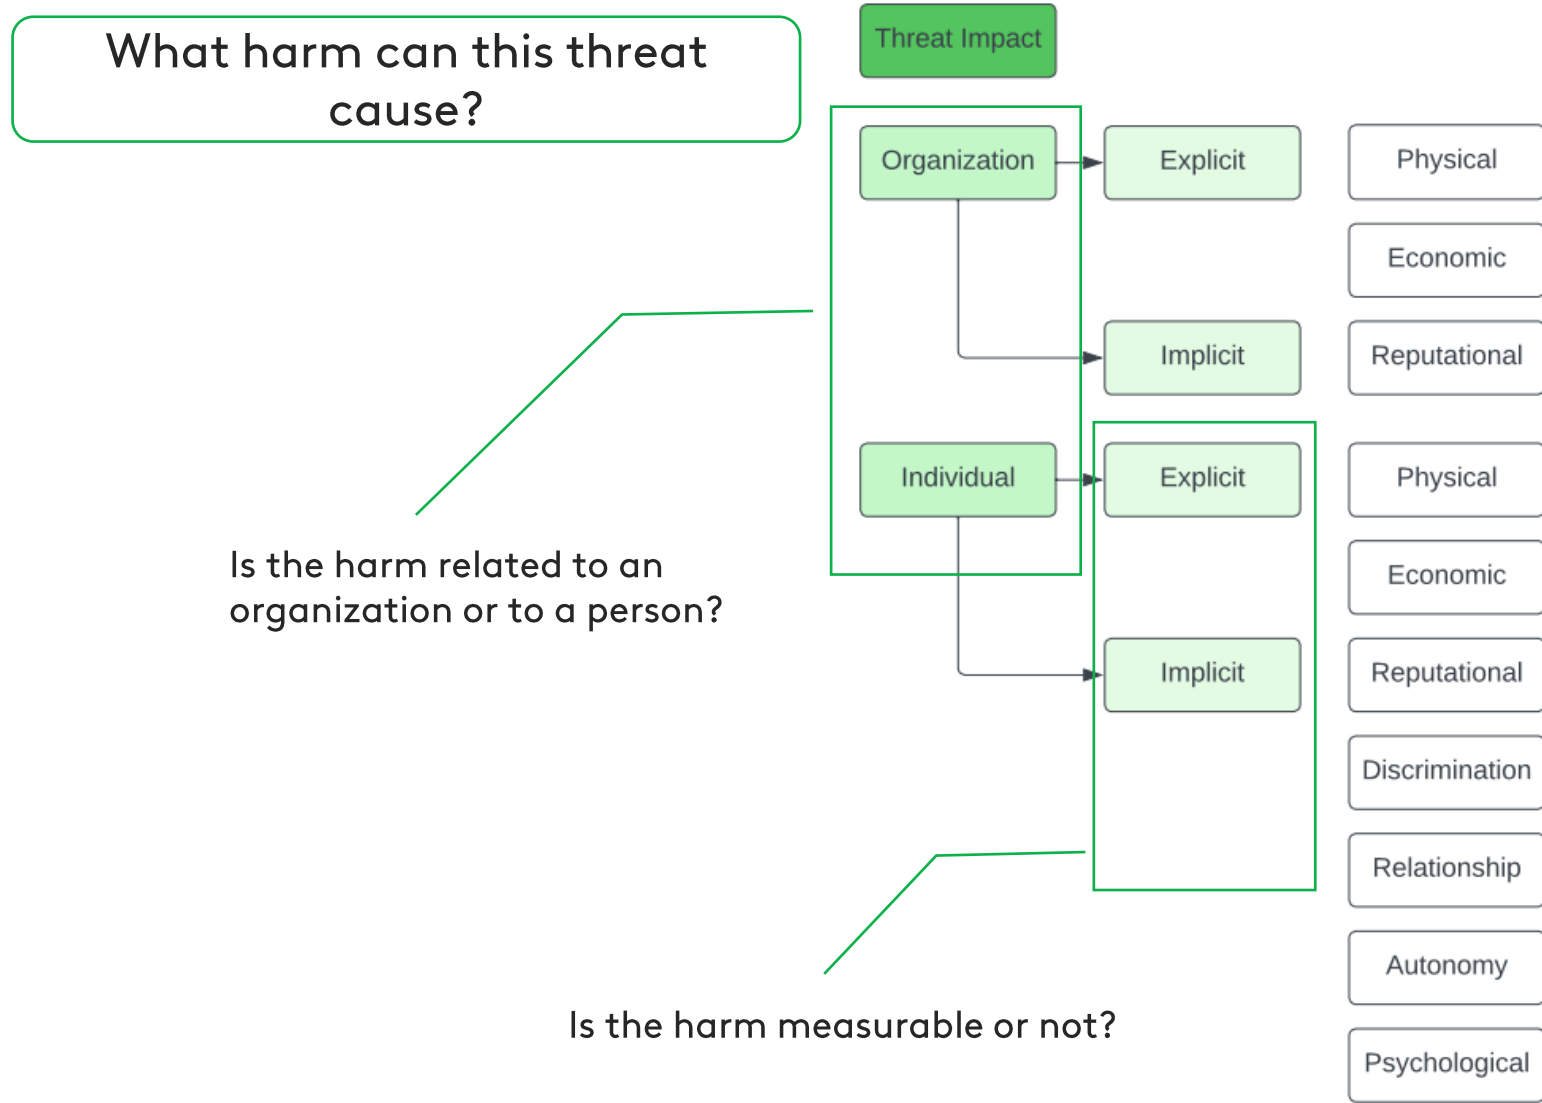 What harm can this threat
cause?
Threat Impact
Organization
Explicit
Physical
Economic
Implicit
Reputational
Individual
Explicit
Physical
Economic
Implicit
Reputational
Discrimination
Relationship
Autonomy
Psychological
Is the harm related to an
organization or to a person?
Is the harm measurable or not?